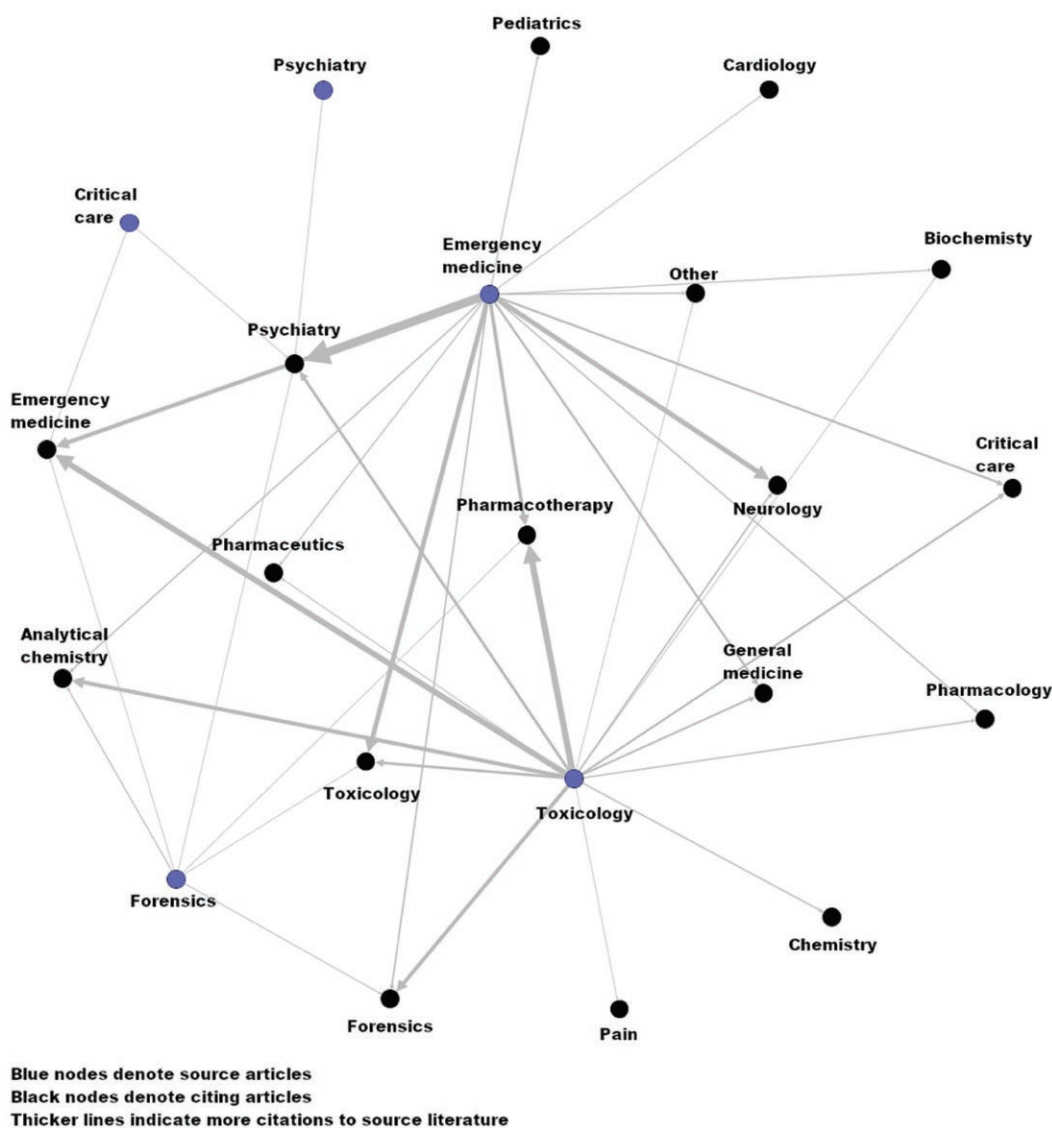 Pediatrics
Psychiatry
Cardiology
Critical
care
Emergency
medicine
Biochemisty
Other
Psychiatry
Emergency
medicine
Critical
care
Pharmacotherapy
Neurology
Pharmaceutics
Analytical
chemistry
General
medicine
Pharmacology
Toxicology
Toxicology
Forensics
Chemistry
Forensics
Pain
Blue nodes denote source articles
Black nodes denote citing articles
Thicker lines indicate more citations to source literature